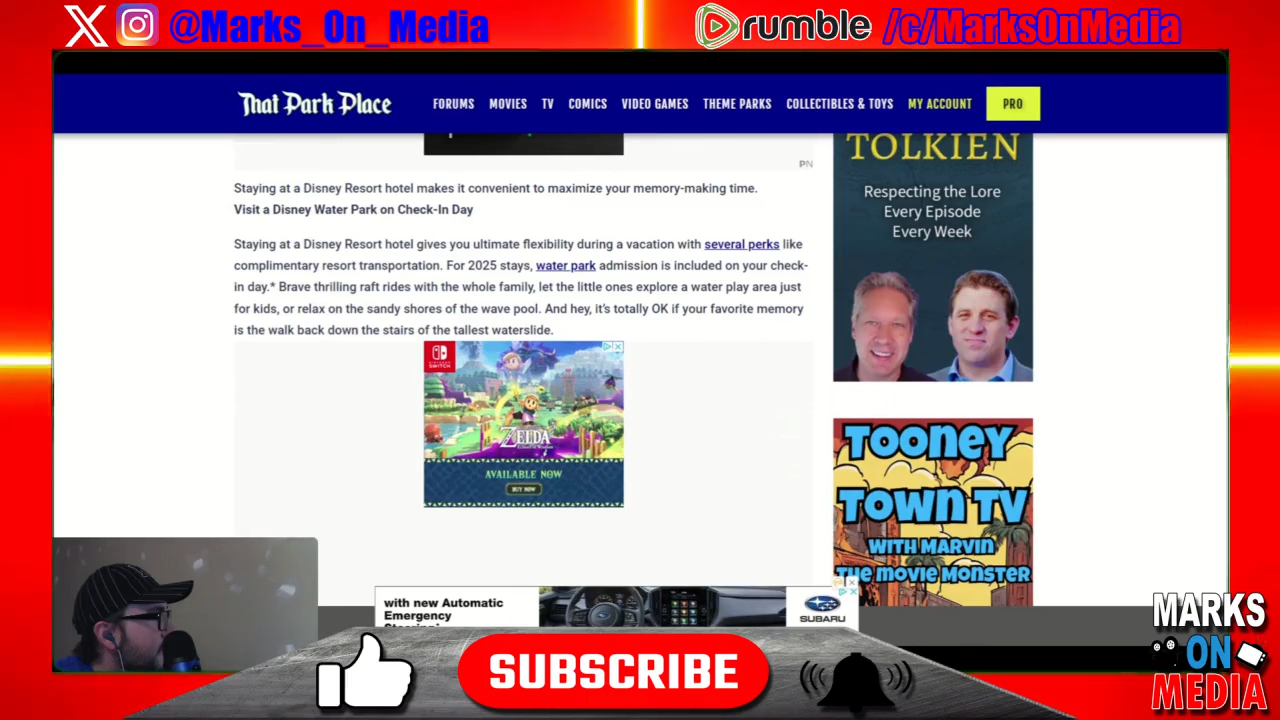 @Marks_On_Media
rumble /c/MarksOnMedia
That Park Place
FORUMS MOVIES TV COMICS VIDEO GAMES THEME PARKS COLLECTIBLES & TOYS MY ACCOUNT PRO
PN
Staying at a Disney Resort hotel makes it convenient to maximize your memory-making time.
Visit a Disney Water Park on Check-In Day
Staying at a Disney Resort hotel gives you ultimate flexibility during a vacation with several perks like
complimentary resort transportation. For 2025 stays, water park admission is included on your check-
in day.* Brave thrilling raft rides with the whole family, let the little ones explore a water play area just
for kids, or relax on the sandy shores of the wave pool. And hey, it's totally OK if your favorite memory
is the walk back down the stairs of the tallest waterslide.
ZELDA
AVAILABLE NOW
BUY NOW
TOLKIEN
Respecting the Lore
Every Episode
Every Week
TOONEY
TOWN TV
WITH MARVIN
THE MOVIE MONSTER
with new Automatic
Emergency
SUBARU
SUBSCRIBE
MARKS
ON
MEDIA